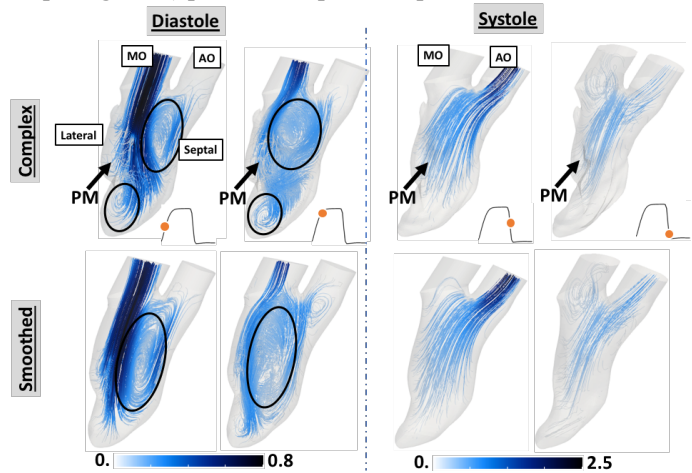 Diastole
Systole
Complex
MO
AO
Lateral
Septal
PM
PM
MO
AO
PM
PM
Smoothed
0.
0.8
0.
2.5